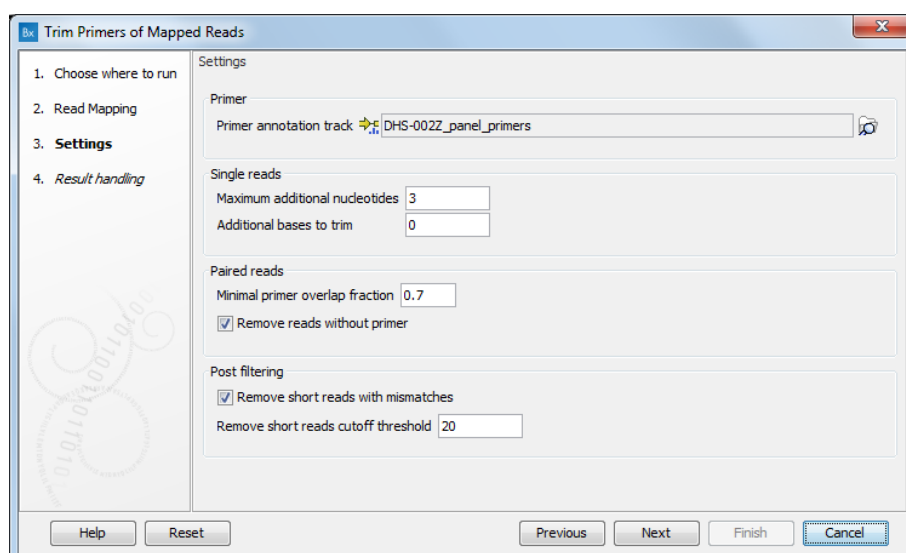 Bx Trim Primers of Mapped Reads
1. Choose where to run
2. Read Mapping
3. Settings
4. Result handling
Settings
Primer
Primer annotation track DHS-002Z_panel_primers
Single reads
Maximum additional nucleotides 3
Additional bases to trim 0
Paired reads
Minimal primer overlap fraction 0.7
Remove reads without primer
Post filtering
Remove short reads with mismatches
Remove short reads cutoff threshold 20
Help Reset Previous Next Finish Cancel